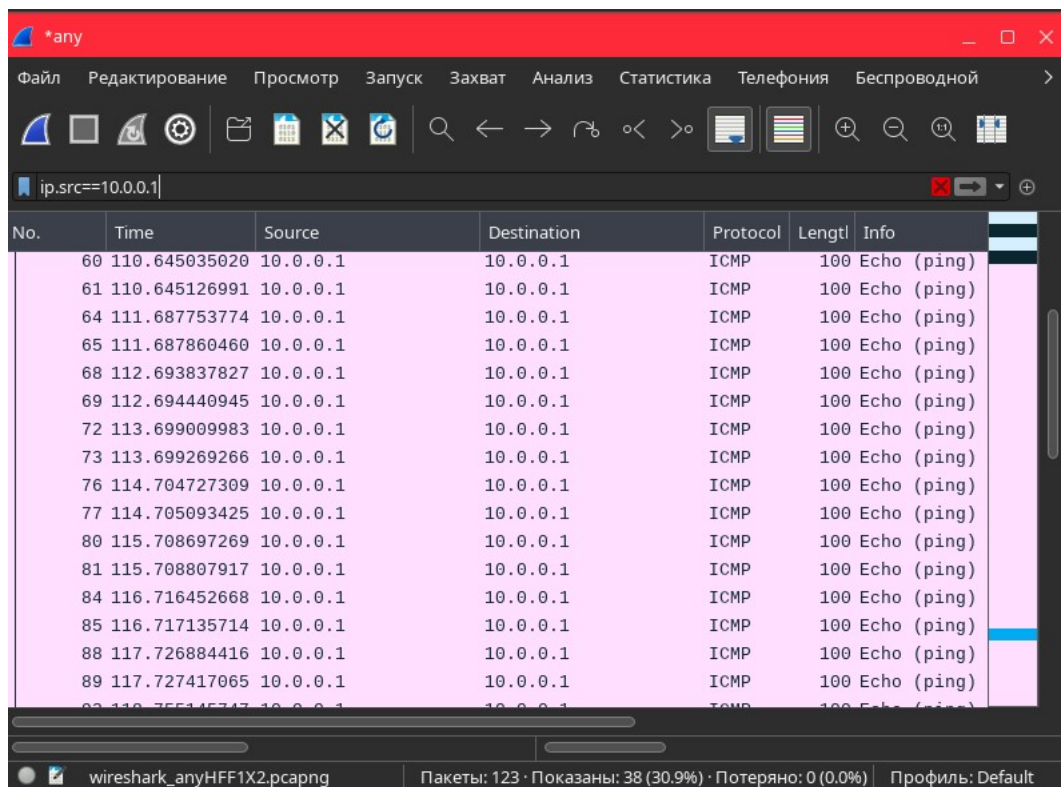 *any
Файл Редактирование Просмотр Запуск Захват Анализ Статистика Телефония Беспроводной
ip.src==10.0.0.1
No. Time Source Destination Protocol Lengtl Info
60 110.645035020 10.0.0.1 10.0.0.1 ICMP 100 Echo (ping)
61 110.645126991 10.0.0.1 10.0.0.1 ICMP 100 Echo (ping)
64 111.687753774 10.0.0.1 10.0.0.1 ICMP 100 Echo (ping)
65 111.687860460 10.0.0.1 10.0.0.1 ICMP 100 Echo (ping)
68 112.693837827 10.0.0.1 10.0.0.1 ICMP 100 Echo (ping)
69 112.694440945 10.0.0.1 10.0.0.1 ICMP 100 Echo (ping)
72 113.699009983 10.0.0.1 10.0.0.1 ICMP 100 Echo (ping)
73 113.699269266 10.0.0.1 10.0.0.1 ICMP 100 Echo (ping)
76 114.704727309 10.0.0.1 10.0.0.1 ICMP 100 Echo (ping)
77 114.705093425 10.0.0.1 10.0.0.1 ICMP 100 Echo (ping)
80 115.708697269 10.0.0.1 10.0.0.1 ICMP 100 Echo (ping)
81 115.708807917 10.0.0.1 10.0.0.1 ICMP 100 Echo (ping)
84 116.716452668 10.0.0.1 10.0.0.1 ICMP 100 Echo (ping)
85 116.717135714 10.0.0.1 10.0.0.1 ICMP 100 Echo (ping)
88 117.726884416 10.0.0.1 10.0.0.1 ICMP 100 Echo (ping)
89 117.727417065 10.0.0.1 10.0.0.1 ICMP 100 Echo (ping)
wireshark_anyHFF1X2.pcapng Пакеты: 123 · Показаны: 38 (30.9%) · Потеряно: 0 (0.0%) Профиль: Default